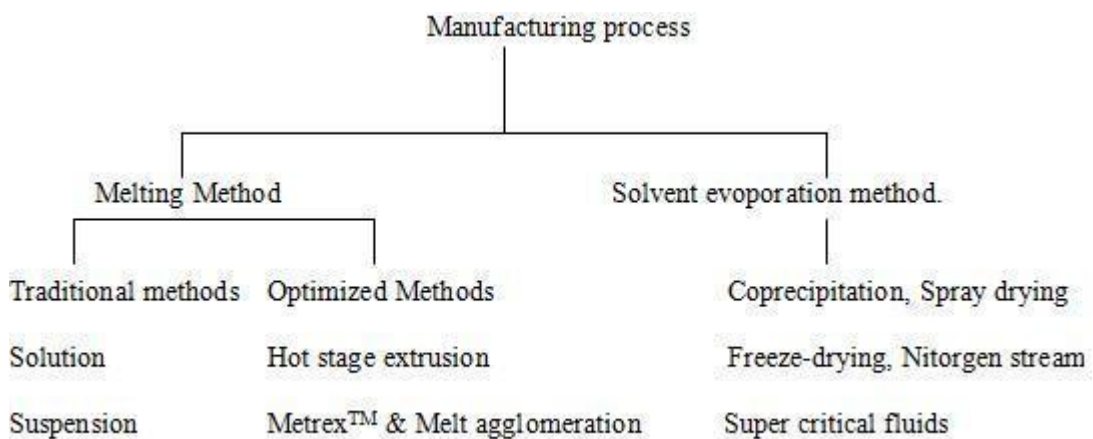 Manufacturing process
Melting Method
Solvent evoporation method.
Traditional methods
Optimized Methods
Coprecipitation, Spray drying
Solution
Hot stage extrusion
Freeze-drying, Nitorgen stream
Suspension
Metrex™ & Melt agglomeration
Super critical fluids